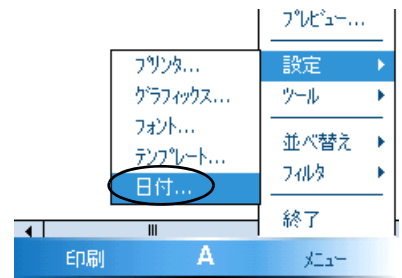 ﾌﾟﾚﾋﾞｭｰ...
ﾌﾟﾘﾝﾀ...
設定
ｸﾞﾗﾌｨｯｸｽ...
ﾂｰﾙ
ﾌｫﾝﾄ...
並べ替え
ﾃﾝﾌﾟﾚｰﾄ...
ﾌｨﾙﾀ
日付...
終了
印刷
A
ﾒﾆｭｰ